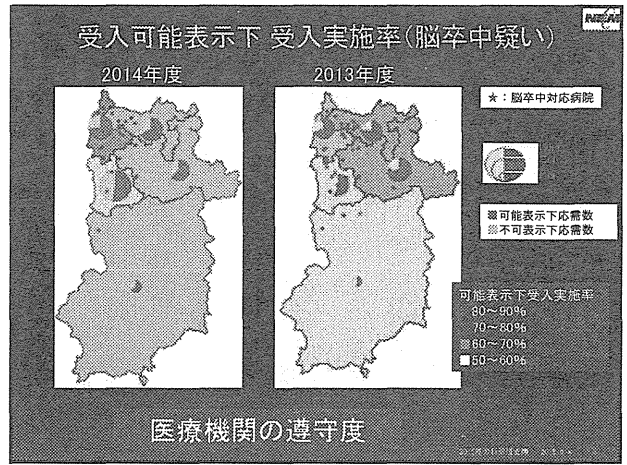 受入可能表示下 受入実施率(脳卒中疑い)
2014年度
2013年度
★：脳卒中対応病院
可能表示下応需数
不可表示下応需数
可能表示下受入実施率
80～90%
70～80%
60～70%
50～60%
医療機関の遵守度